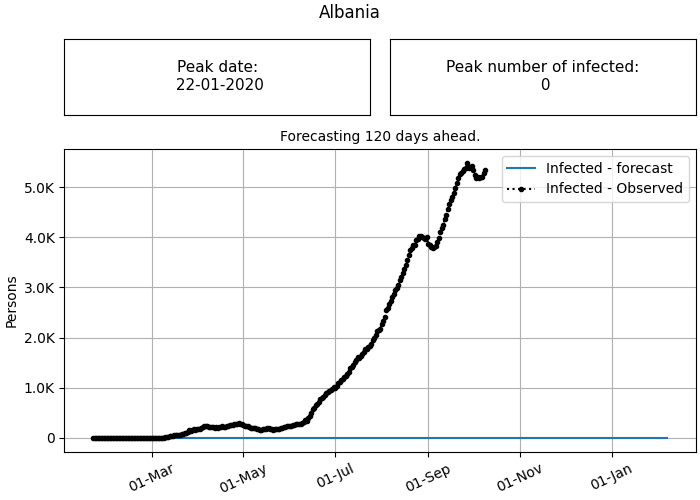 Albania
Peak date:
22-01-2020
Peak number of infected:
0
Forecasting 120 days ahead.
Infected - forecast
Infected - Observed
Persons
5.0K
4.0K
3.0K
2.0K
1.0K
0
01-Mar
01-May
01-Jul
01-Sep
01-Nov
01-Jan